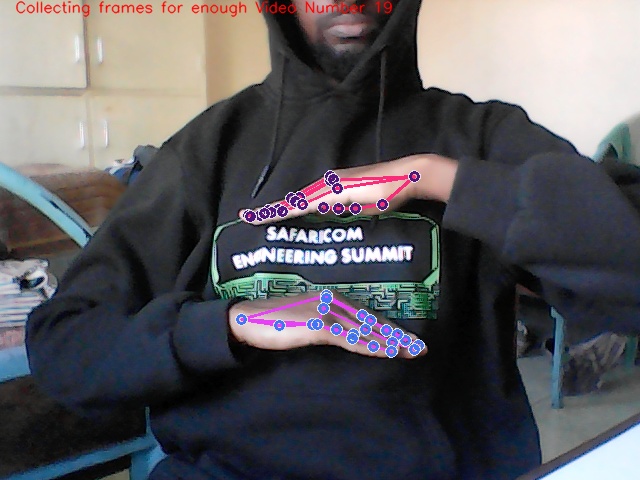 Collecting frames for enough Video Number 19
SAFARICOM
ENGINEERING SUMMIT